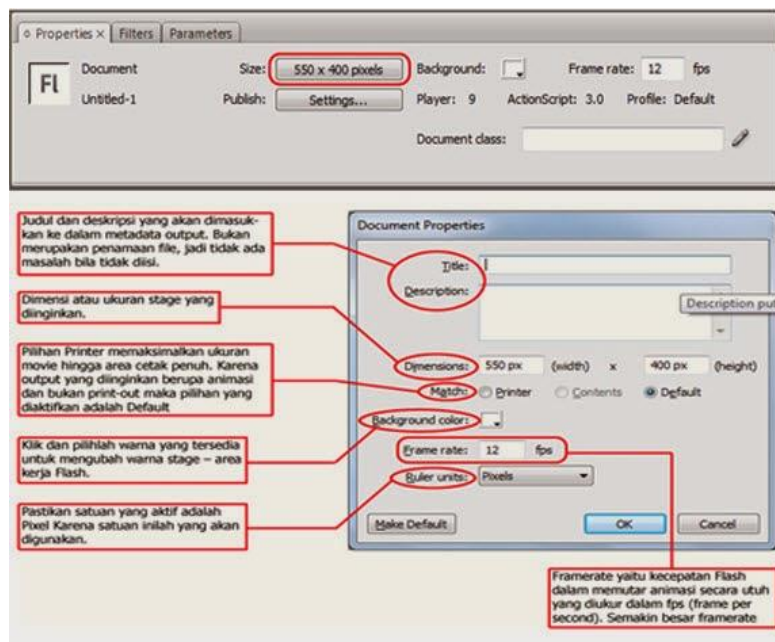 Properties × Filters Parameters
Fl Document Size: 550 x 400 pixels Background: Frame rate: 12 fps
Untitled-1 Publish: Settings... Player: 9 ActionScript: 3.0 Profile: Default
Document class:
Judul dan deskripsi yang akan dimasuk-
kan ke dalam metadata output. Bukan
merupakan penamaan file, jadi tidak ada
masalah bila tidak diisi.
Dimensi atau ukuran stage yang
diinginkan.
Pilihan Printer memaksimalkan ukuran
movie hingga area cetak penuh. Karena
output yang diinginkan berupa animasi
dan bukan print-out maka pilihan yang
diaktifkan adalah Default
Klik dan pilihlah warna yang tersedia
untuk mengubah warna stage – area
kerja Flash.
Pastikan satuan yang aktif adalah
Pixel Karena satuan inilah yang akan
digunakan.
Document Properties
Title:
Description:
Description put
Dimensions: 550 px (width) x 400 px (height)
Match: Printer Contents Default
Background color:
Frame rate: 12 fps
Ruler units: Pixels
Make Default OK Cancel
Framerate yaitu kecepatan Flash
dalam memutar animasi secara utuh
yang diukur dalam fps (frame per
second). Semakin besar framerate